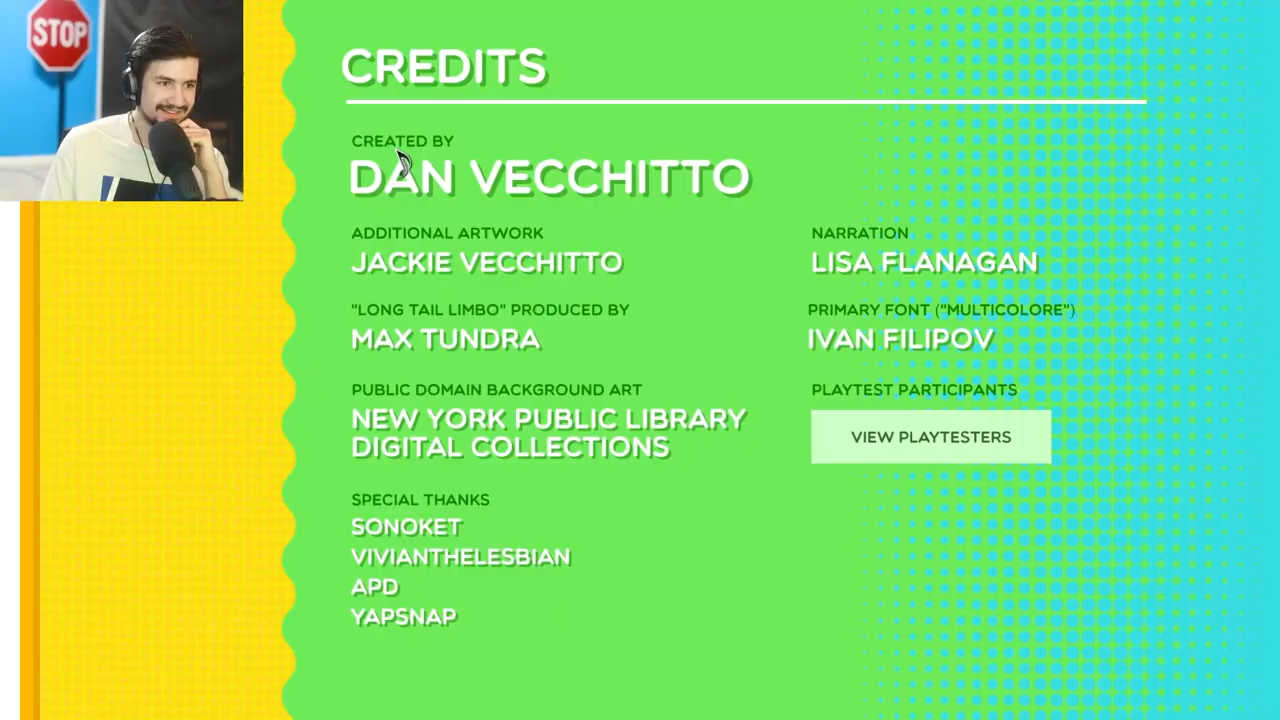 STOP
CREDITS
CREATED BY
DAN VECCHITTO
ADDITIONAL ARTWORK
JACKIE VECCHITTO
NARRATION
LISA FLANAGAN
"LONG TAIL LIMBO" PRODUCED BY
MAX TUNDRA
PRIMARY FONT ("MULTICOLORE")
IVAN FILIPOV
PUBLIC DOMAIN BACKGROUND ART
NEW YORK PUBLIC LIBRARY
DIGITAL COLLECTIONS
PLAYTEST PARTICIPANTS
VIEW PLAYTESTERS
SPECIAL THANKS
SONOKET
VIVIANTHELESBIAN
APD
YAPSNAP